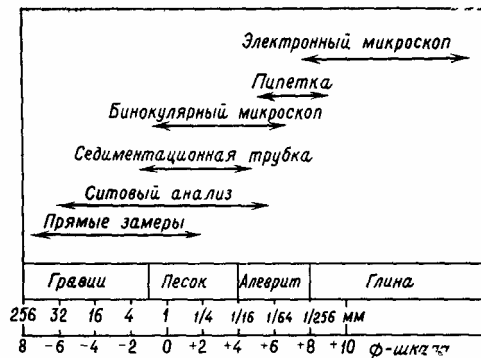 Электронный микроскоп
Пипетка
Бинокулярный микроскоп
Седиментационная трубка
Ситовый анализ
Прямые замеры
Гравии Песок Алеврит Глина
256 32 16 4 1 1/4 1/16 1/64 1/256 мм
8 -6 -4 -2 0 +2 +4 +6 +8 +10 Ф-шкала